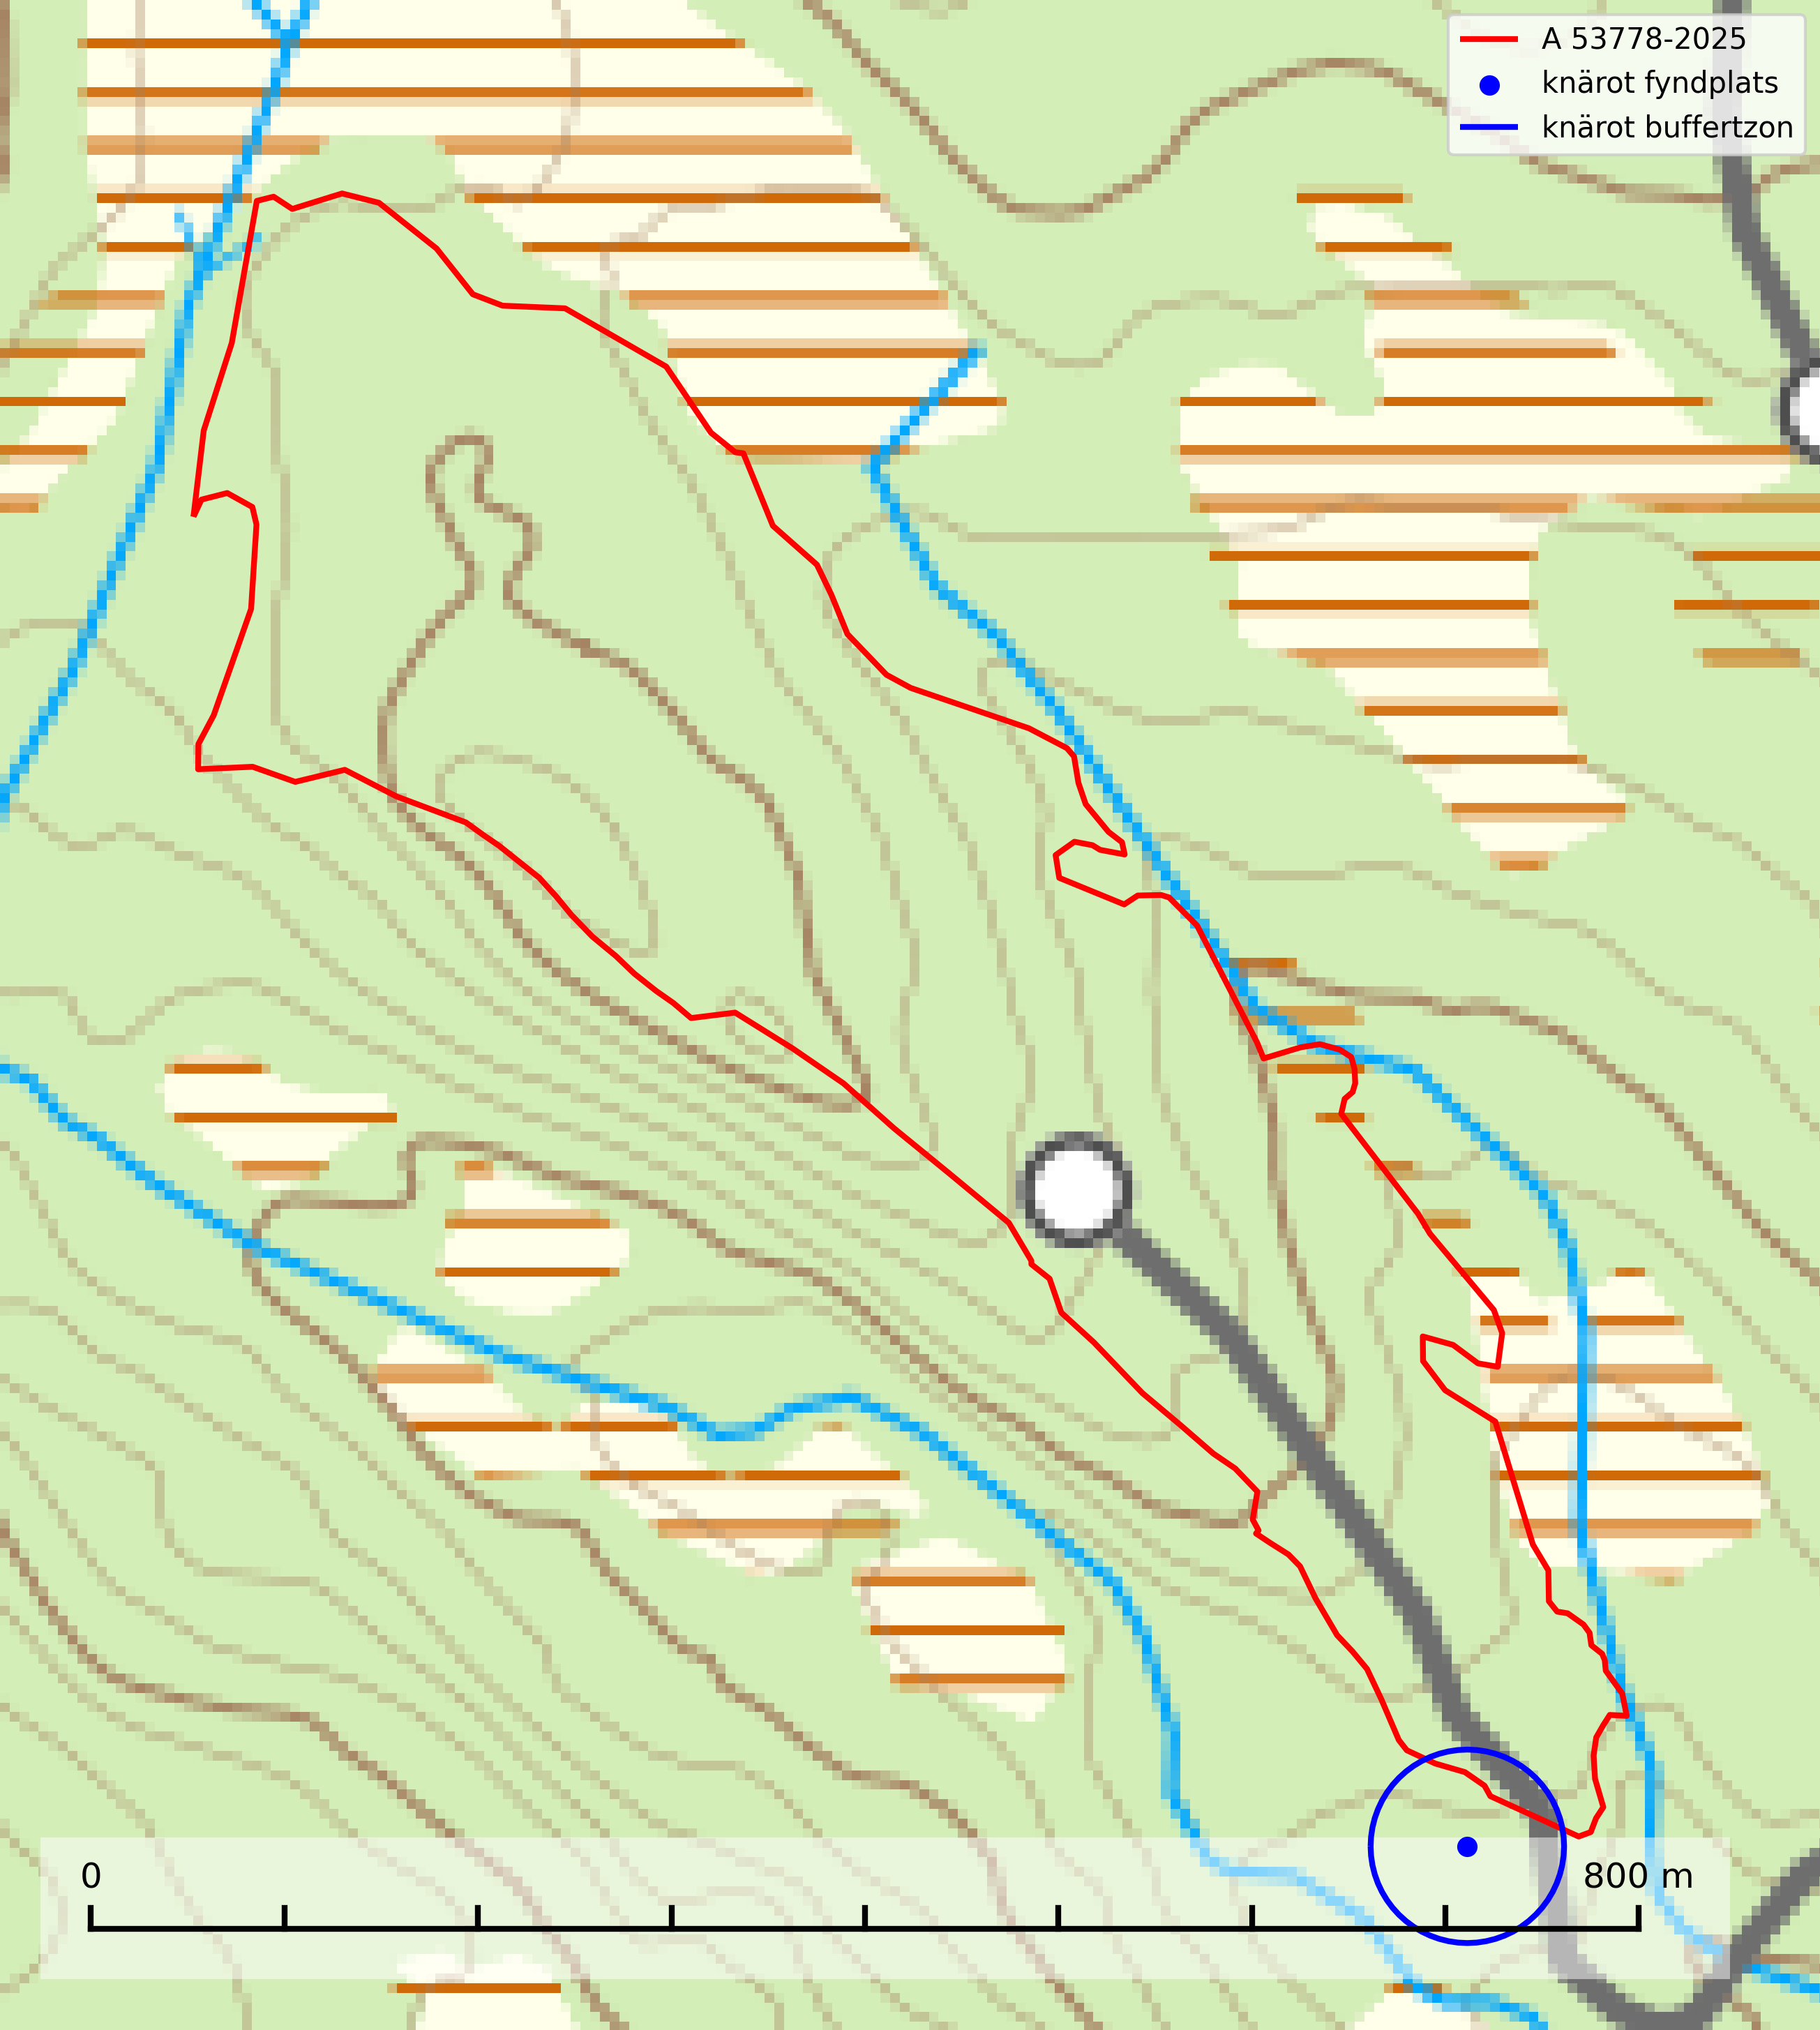 A 53778-2025
knärot fyndplats
knärot buffertzon
0
800 m